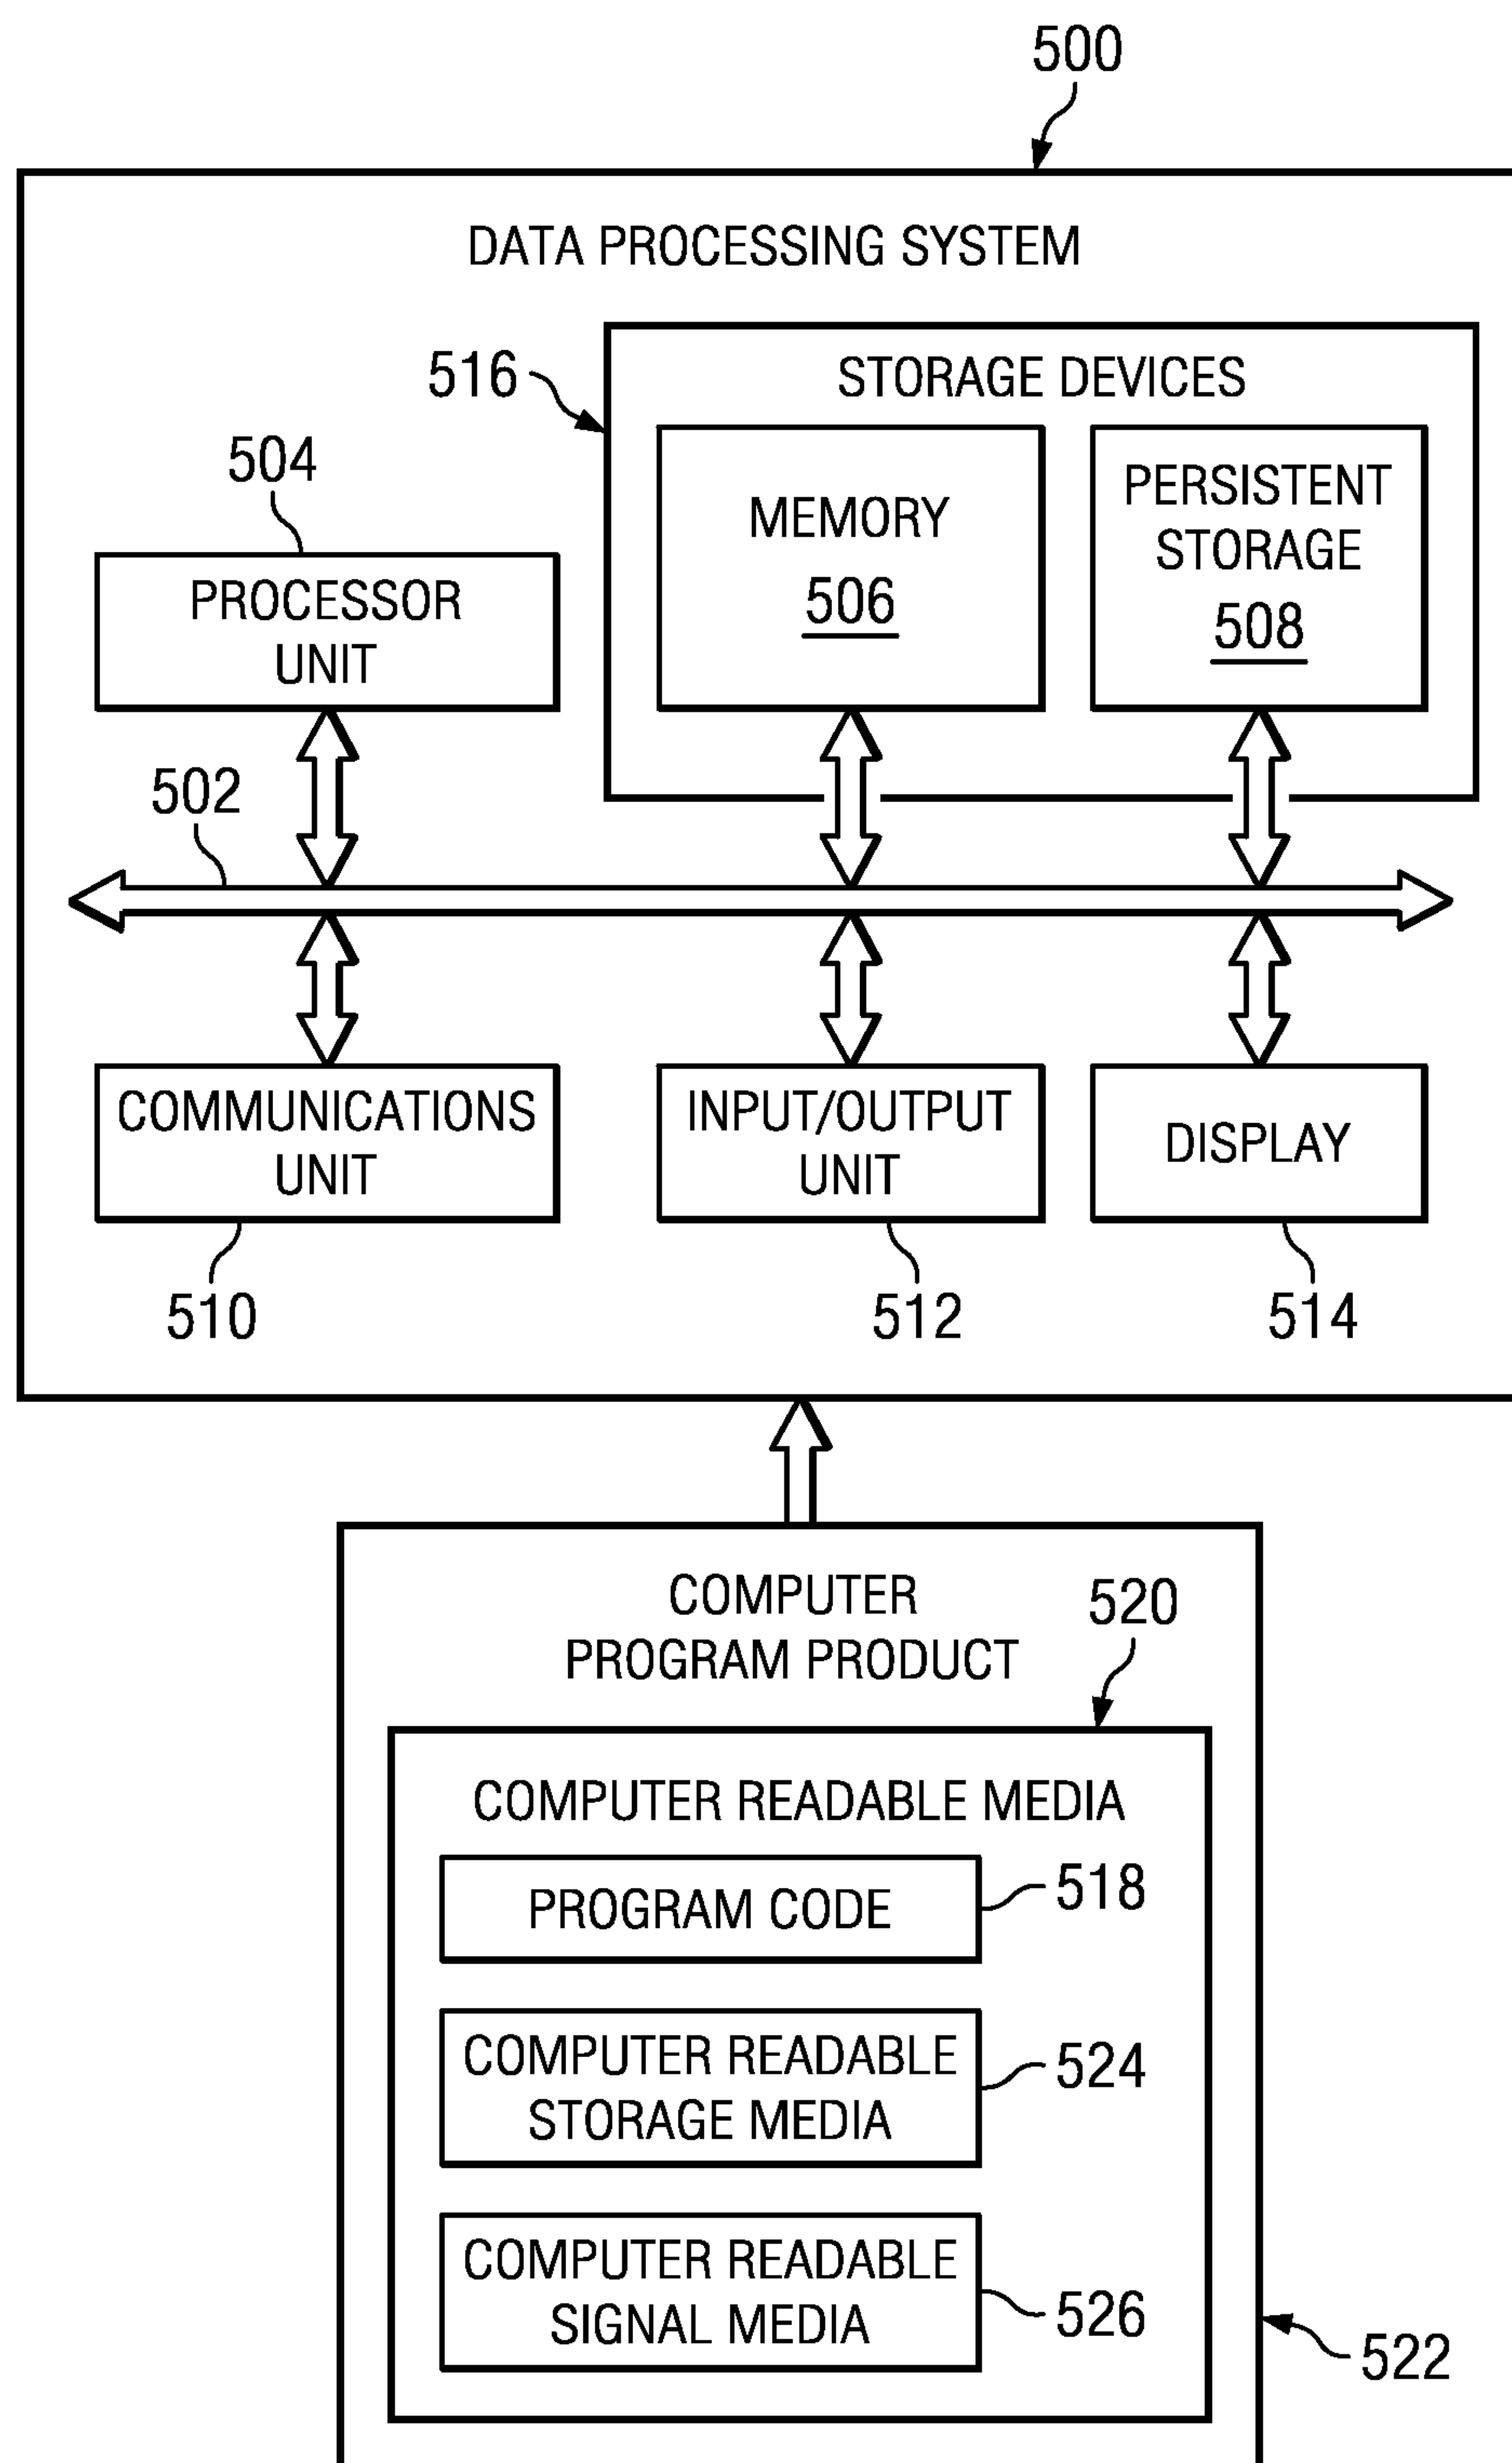 500
DATA PROCESSING SYSTEM
516
STORAGE DEVICES
504
MEMORY
506
PERSISTENT
STORAGE
508
PROCESSOR
UNIT
502
COMMUNICATIONS
UNIT
INPUT/OUTPUT
UNIT
DISPLAY
510
512
514
COMPUTER
PROGRAM PRODUCT
520
COMPUTER READABLE MEDIA
PROGRAM CODE
518
COMPUTER READABLE
STORAGE MEDIA
524
COMPUTER READABLE
SIGNAL MEDIA
526
522